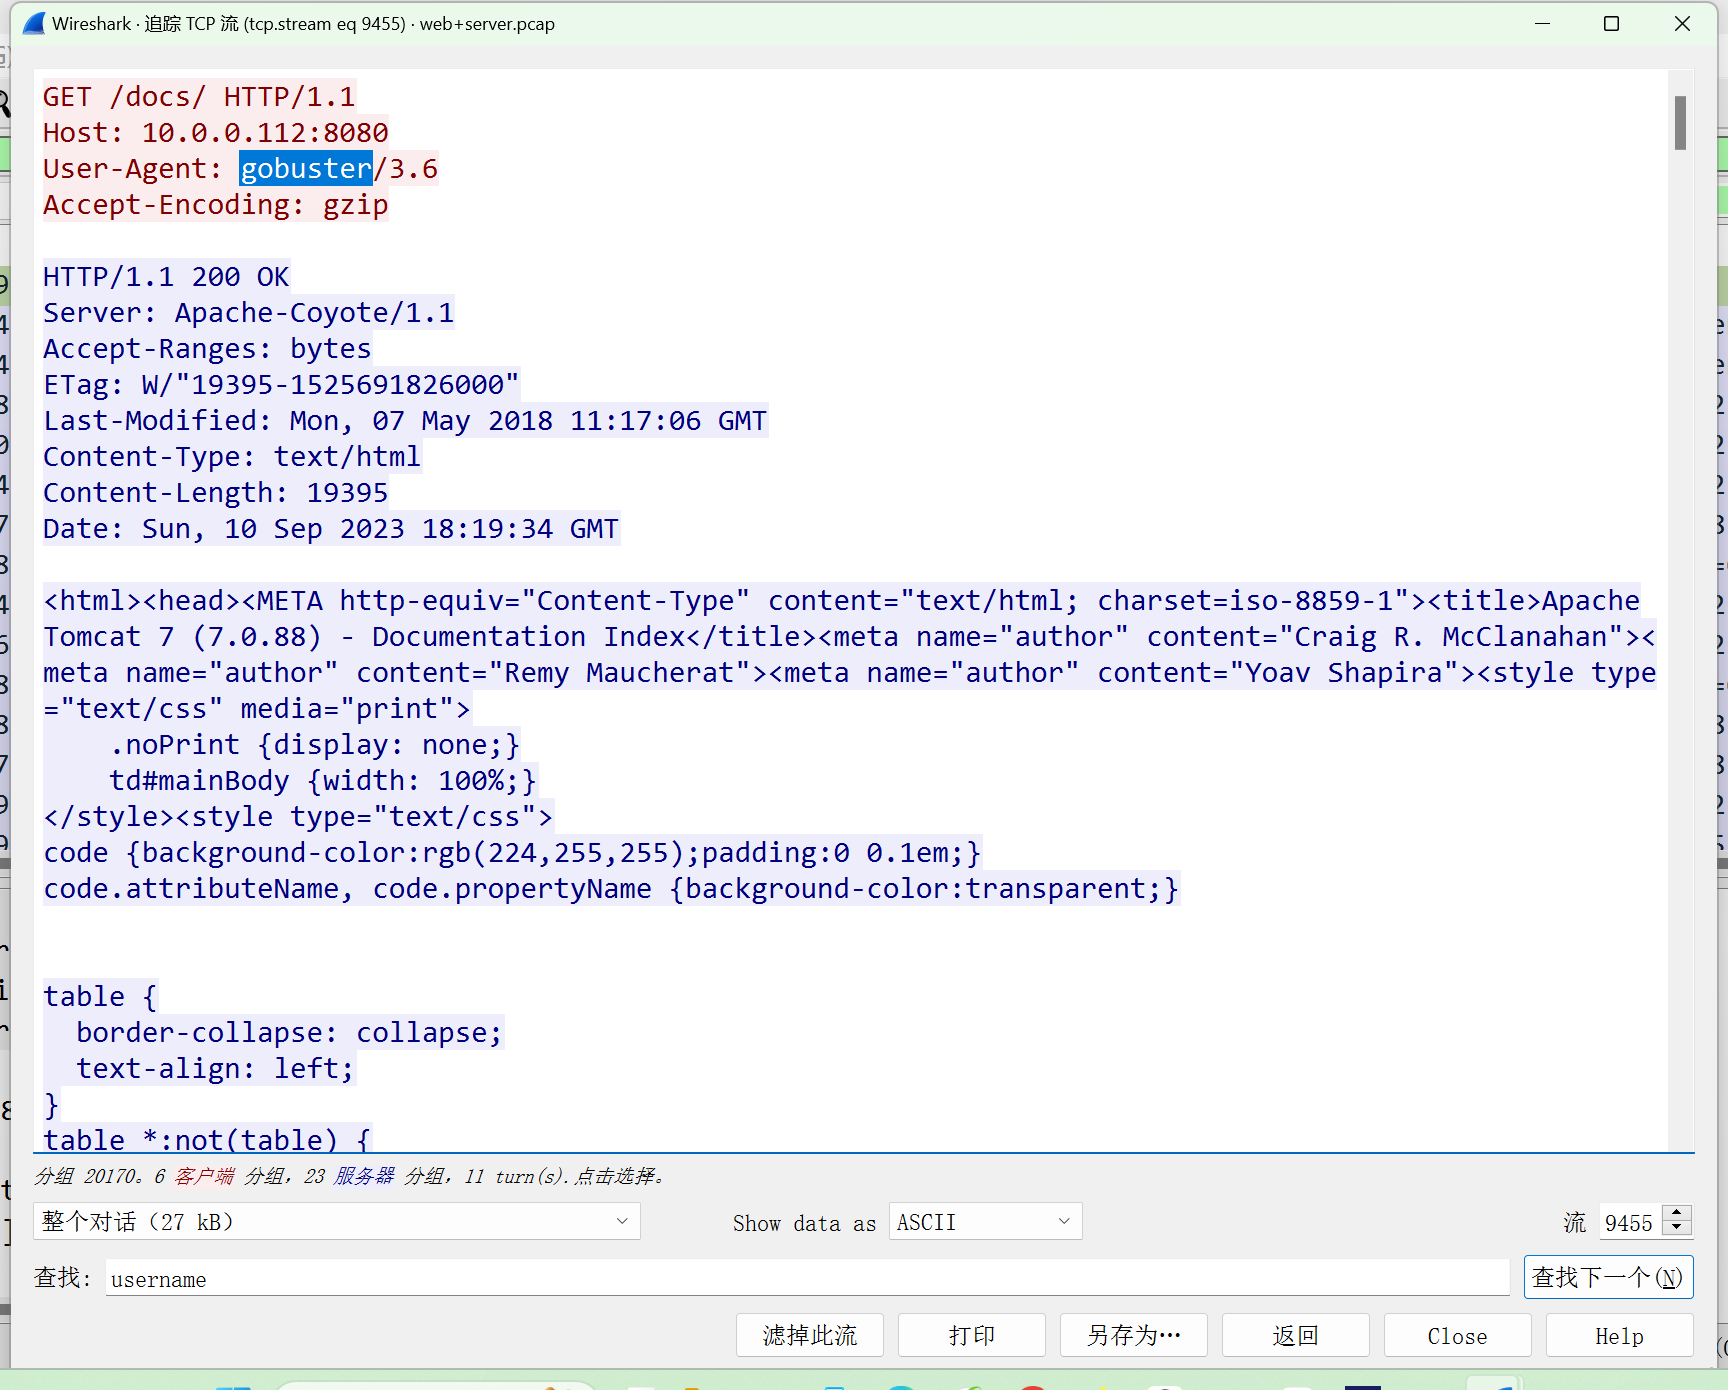 Wireshark · 追踪 TCP 流 (tcp.stream eq 9455) · web+server.pcap
GET /docs/ HTTP/1.1
Host: 10.0.0.112:8080
User-Agent: gobuster/3.6
Accept-Encoding: gzip
HTTP/1.1 200 OK
Server: Apache-Coyote/1.1
Accept-Ranges: bytes
ETag: W/"19395-1525691826000"
Last-Modified: Mon, 07 May 2018 11:17:06 GMT
Content-Type: text/html
Content-Length: 19395
Date: Sun, 10 Sep 2023 18:19:34 GMT
<html><head><META http-equiv="Content-Type" content="text/html; charset=iso-8859-1"><title>Apache
Tomcat 7 (7.0.88) - Documentation Index</title><meta name="author" content="Craig R. McClanahan"><
meta name="author" content="Remy Maucherat"><meta name="author" content="Yoav Shapira"><style type
="text/css" media="print">
.noPrint {display: none;}
td#mainBody {width: 100%;}
</style><style type="text/css">
code {background-color:rgb(224,255,255);padding:0 0.1em;}
code.attributeName, code.propertyName {background-color:transparent;}
table {
border-collapse: collapse;
text-align: left;
}
table *:not(table) {
分组 20170。6 客户端 分组，23 服务器 分组，11 turn(s).点击选择。
整个对话（27 kB）
Show data as ASCII
流 9455
查找: username
查找下一个(N)
滤掉此流 打印 另存为… 返回 Close Help